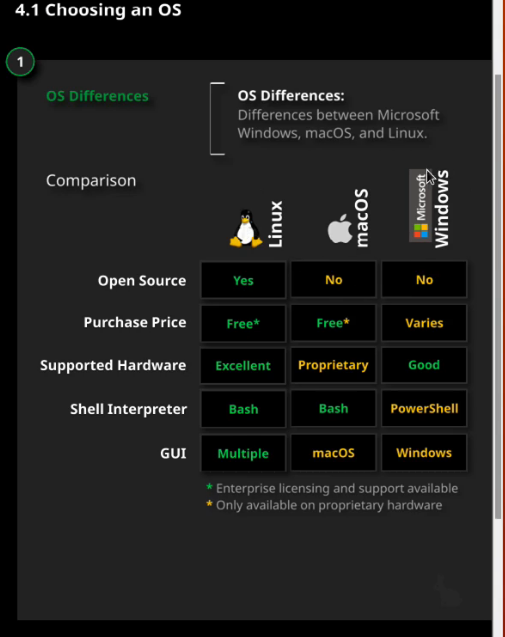 4.1 Choosing an OS
1
OS Differences
OS Differences:
Differences between Microsoft
Windows, macOS, and Linux.
Comparison
Linux
macOS
Microsoft
Windows
Open Source Yes No No
Purchase Price Free* Free* Varies
Supported Hardware Excellent Proprietary Good
Shell Interpreter Bash Bash PowerShell
GUI Multiple macOS Windows
* Enterprise licensing and support available
* Only available on proprietary hardware